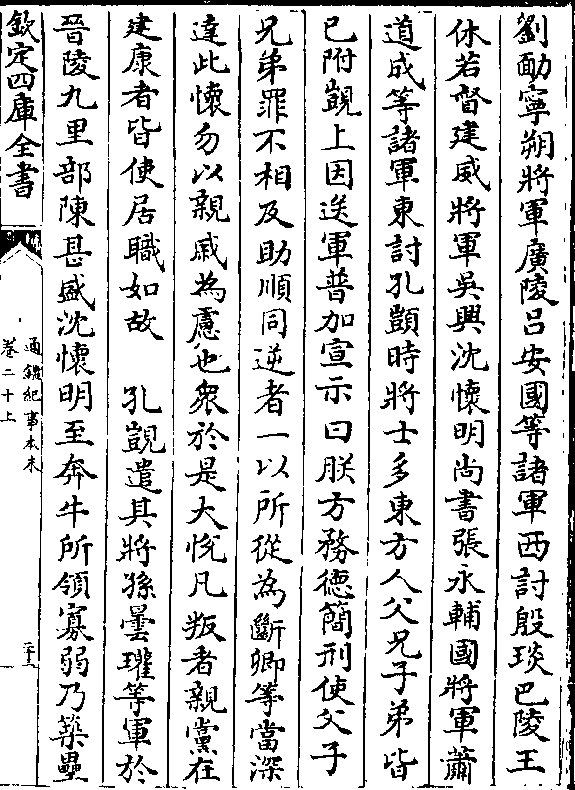 劉勔寧朔將軍廣陵呂安國等諸軍西討殷琰巴陵王
休若督建威將軍吳興沈懷明尚書張永輔國將軍蕭
道成等諸軍東討孔顗時將士多東方人父兄子弟皆
已附覬上因送軍普加宣示曰朕方務德簡刑使父子
兄弟罪不相及助順同逆者一以所從為斷卿等當深
達此懷勿以親戚為慮也衆於是大悅凡叛者親黨在
建康者皆使居職如故　孔覬遣其將孫曇瓘等軍於
晉陵九里部陳甚盛沈懷明至奔牛所領寡弱乃築壘
欽定四庫全書
通鑑紀事本末
卷二十上